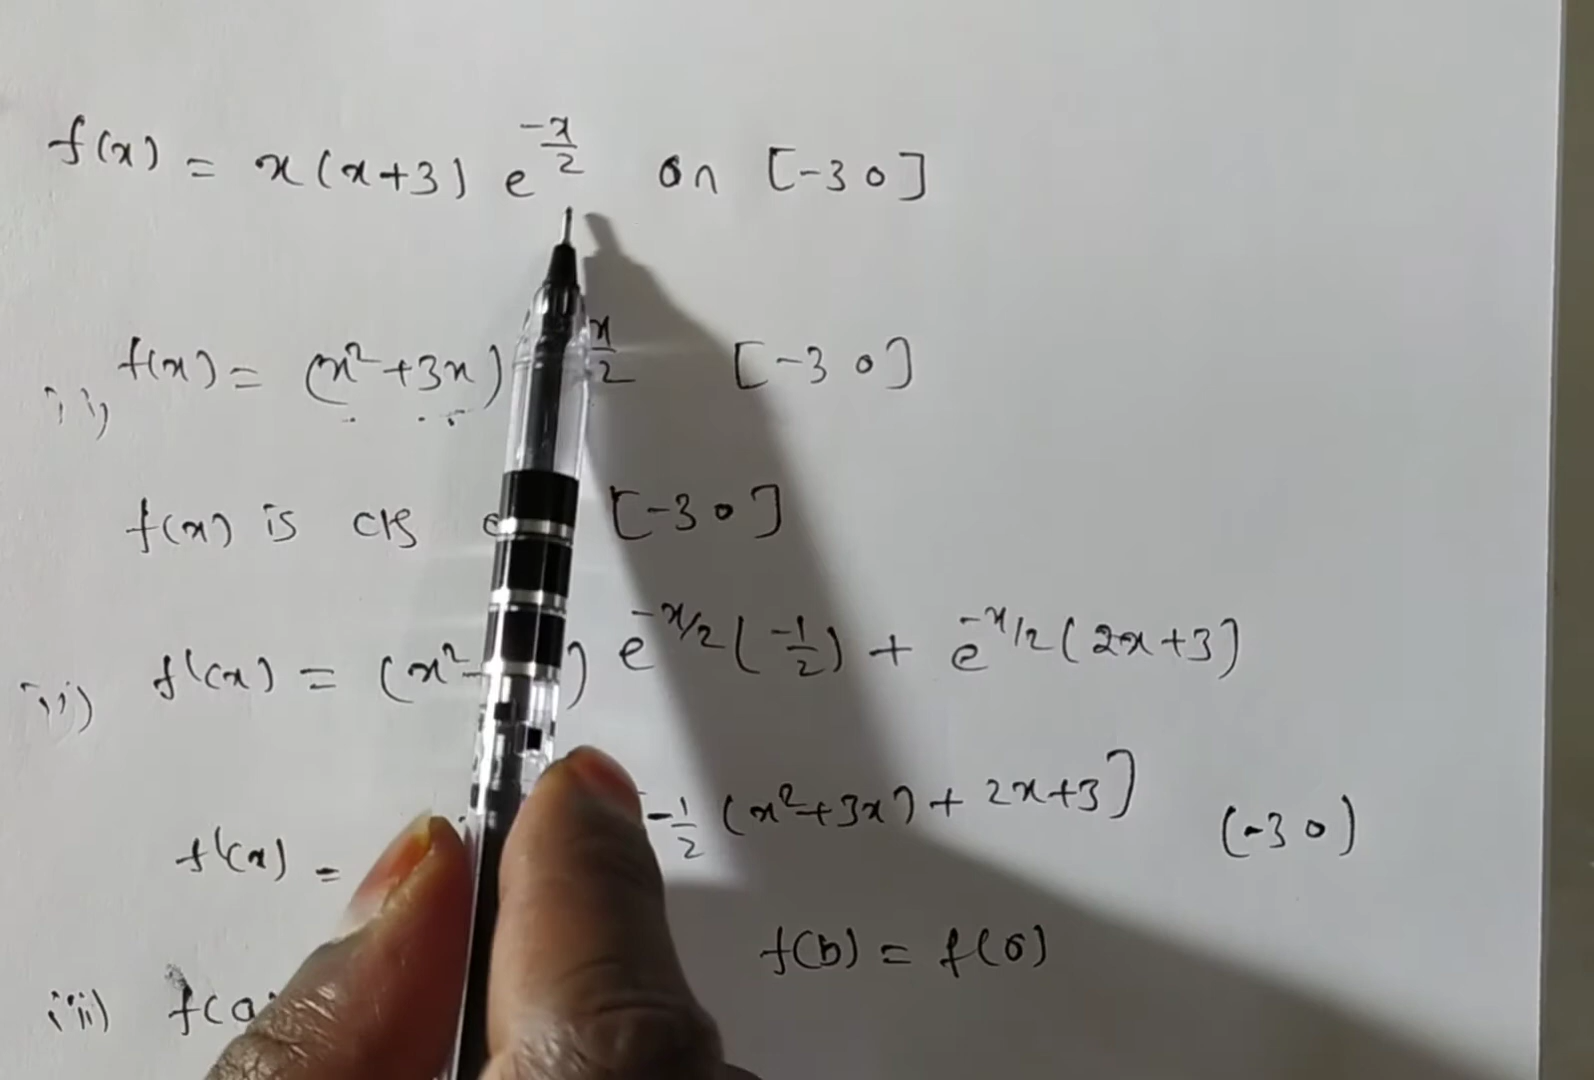 f(x) = x(x+3) e^{-x/2} on [-3 0]
i) f(x) = (x²+3x) x/2 [-3 0]
f(x) is cts [-3 0]
ii) f'(x) = (x² ) e^{-x/2} (-1/2) + e^{-x/2} (2x+3)
f'(x) = -1/2 (x²+3x) + 2x+3] (-3 0)
f(b) = f(0)
iii) f(a